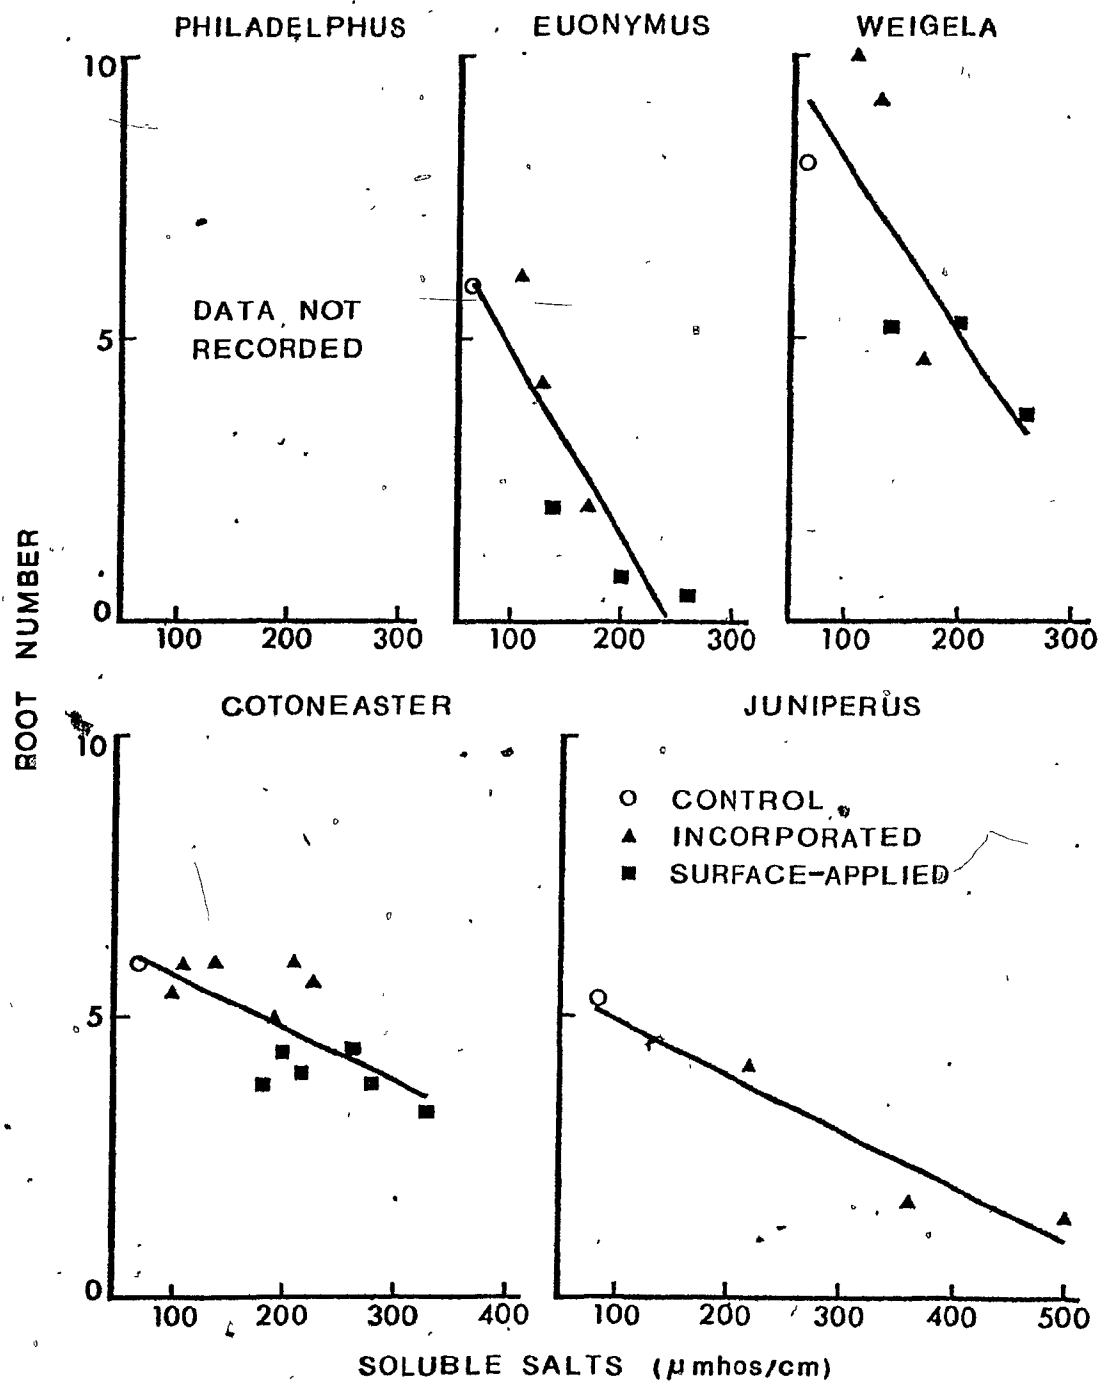 PHILADELPHUS
EUONYMUS
WEIGELA
10
5
0
DATA NOT
RECORDED
100 200 300
100 200 300
100 200 300
ROOT NUMBER
COTONEASTER
JUNIPERUS
10
5
0
CONTROL
INCORPORATED
SURFACE-APPLIED
100 200 300 400
100 200 300 400 500
SOLUBLE SALTS (μmhos/cm)